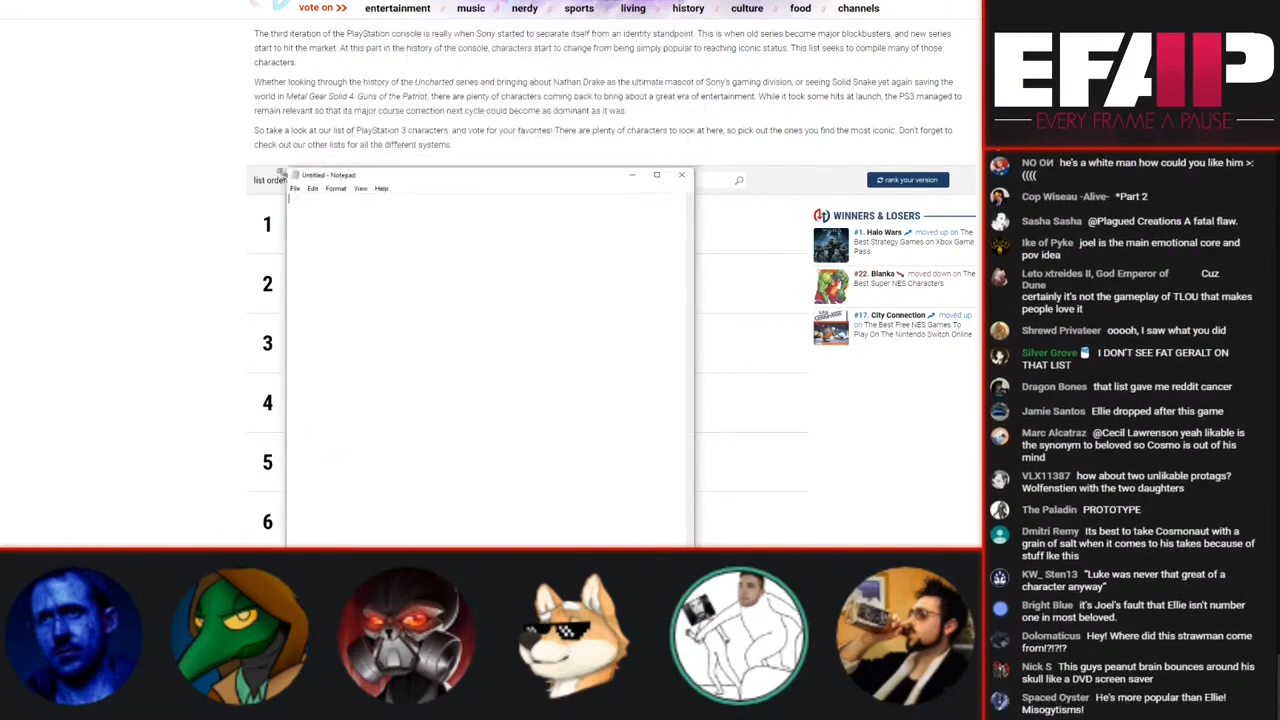 vote on >> entertainment // music // nerdy // sports // living // history // culture // food // channels
The third iteration of the PlayStation console is really when Sony started to separate itself from an identity standpoint. This is when old series become major blockbusters, and new series
start to hit the market. At this part in the history of the console, characters start to change from being simply popular to reaching iconic status. This list seeks to compile many of those
characters.
Whether looking through the history of the Uncharted series and bringing about Nathan Drake as the ultimate mascot of Sony's gaming division, or seeing Solid Snake yet again saving the
world in Metal Gear Solid 4: Guns of the Patriot, there are plenty of characters coming back to bring about a great era of entertainment. While it took some hits at launch, the PS3 managed to
remain relevant so that its major course correction next cycle could become as dominant as it was.
So take a look at our list of PlayStation 3 characters, and vote for your favorites! There are plenty of characters to look at here, so pick out the ones you find the most iconic. Don't forget to
check out our other lists for all the different systems.
list order
Untitled - Notepad
File Edit Format View Help
rank your version
1
2
3
4
5
6
WINNERS & LOSERS
#1. Halo Wars moved up on The
Best Strategy Games on Xbox Game
Pass
#22. Blanka moved down on The
Best Super NES Characters
#17. City Connection moved up
on The Best Free NES Games To
Play On The Nintendo Switch Online
EFAP
EVERY FRAME A PAUSE
NO ОИ he's a white man how could you like him >:
((((
Cop Wiseau -Alive- *Part 2
Sasha Sasha @Plagued Creations A fatal flaw.
Ike of Pyke joel is the main emotional core and
pov idea
Leto xtreides II, God Emperor of Dune Cuz
certainly it's not the gameplay of TLOU that makes
people love it
Shrewd Privateer ooooh, I saw what you did
Silver Grove I DON'T SEE FAT GERALT ON
THAT LIST
Dragon Bones that list gave me reddit cancer
Jamie Santos Ellie dropped after this game
Marc Alcatraz @Cecil Lawrenson yeah likable is
the synonym to beloved so Cosmo is out of his
mind
VLX11387 how about two unlikable protags?
Wolfenstien with the two daughters
The Paladin PROTOTYPE
Dmitri Remy Its best to take Cosmonaut with a
grain of salt when it comes to his takes because of
stuff lke this
KW_ Sten13 “Luke was never that great of a
character anyway”
Bright Blue it's Joel's fault that Ellie isn't number
one in most beloved.
Dolomaticus Hey! Where did this strawman come
from!?!?!?
Nick S This guys peanut brain bounces around his
skull like a DVD screen saver
Spaced Oyster He's more popular than Ellie!
Misogytisms!